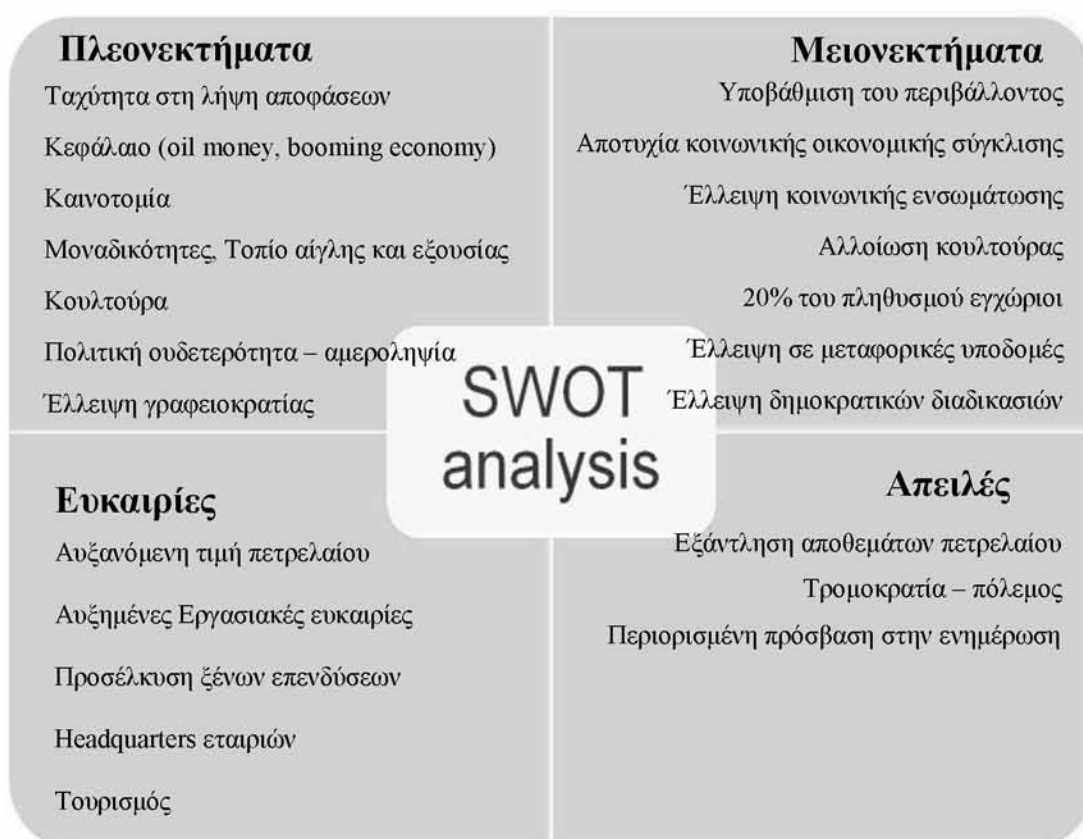 Πλεονεκτήματα
Ταχύτητα στη λήψη αποφάσεων
Κεφάλαιο (oil money, booming economy)
Καινοτομία
Μοναδικότητες, Τοπίο αίγλης και εξουσίας
Κουλτούρα
Πολιτική ουδετερότητα – αμεροληψία
Έλλειψη γραφειοκρατίας
Μειονεκτήματα
Υποβάθμιση του περιβάλλοντος
Αποτυχία κοινωνικής οικονομικής σύγκλισης
Έλλειψη κοινωνικής ενσωμάτωσης
Αλλοίωση κουλτούρας
20% του πληθυσμού εγχώριοι
Έλλειψη σε μεταφορικές υποδομές
Έλλειψη δημοκρατικών διαδικασιών
SWOT
analysis
Ευκαιρίες
Αυξανόμενη τιμή πετρελαίου
Αυξημένες Εργασιακές ευκαιρίες
Προσέλκυση ξένων επενδύσεων
Headquarters εταιριών
Τουρισμός
Απειλές
Εξάντληση αποθεμάτων πετρελαίου
Τρομοκρατία – πόλεμος
Περιορισμένη πρόσβαση στην ενημέρωση